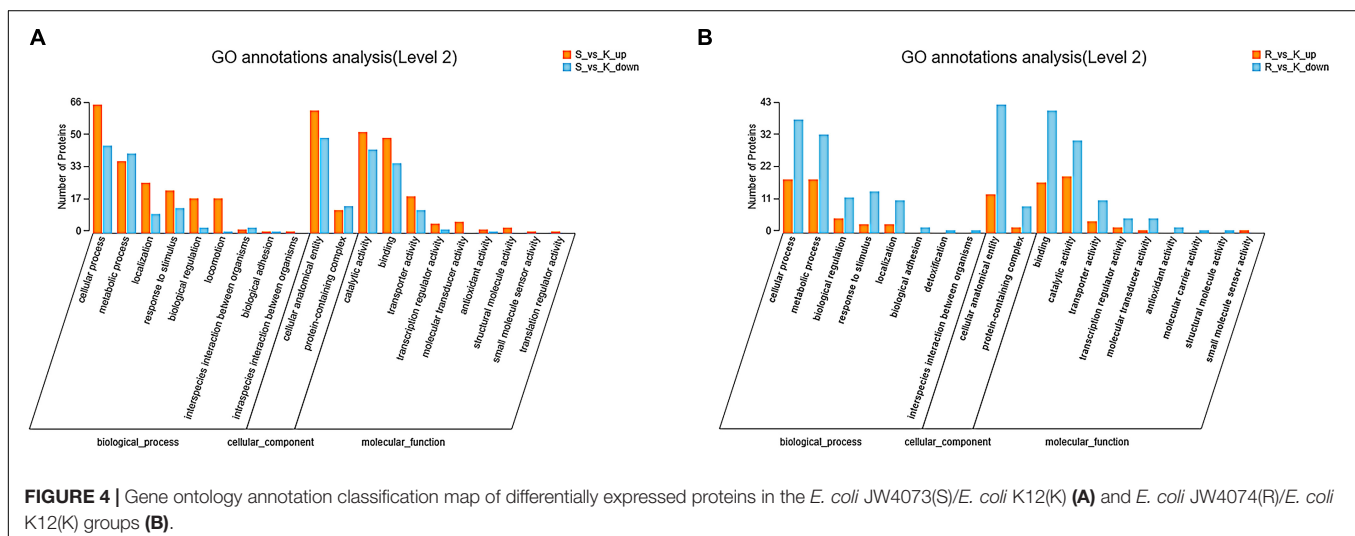 A
GO annotations analysis(Level 2)
S_vs_K_up
S_vs_K_down
Number of Proteins
66
50
33
17
0
cellular process
metabolic process
localization
response to stimulus
biological regulation
locomotion
interspecies interaction between organisms
biological adhesion
intraspecies interaction between organisms
cellular anatomical entity
protein-containing complex
catalytic activity
binding
transporter activity
transcription regulator activity
molecular transducer activity
antioxidant activity
structural molecule activity
small molecule sensor activity
translation regulator activity
biological_process
cellular_component
molecular_function
B
GO annotations analysis(Level 2)
R_vs_K_up
R_vs_K_down
Number of Proteins
43
32
22
11
0
cellular process
metabolic process
biological regulation
response to stimulus
localization
biological adhesion
detoxification
interspecies interaction between organisms
cellular anatomical entity
protein-containing complex
binding
catalytic activity
transporter activity
transcription regulator activity
molecular transducer activity
antioxidant activity
molecular carrier activity
structural molecule activity
small molecule sensor activity
biological_process
cellular_component
molecular_function
FIGURE 4 | Gene ontology annotation classification map of differentially expressed proteins in the E. coli JW4073(S)/E. coli K12(K) (A) and E. coli JW4074(R)/E. coli
K12(K) groups (B).